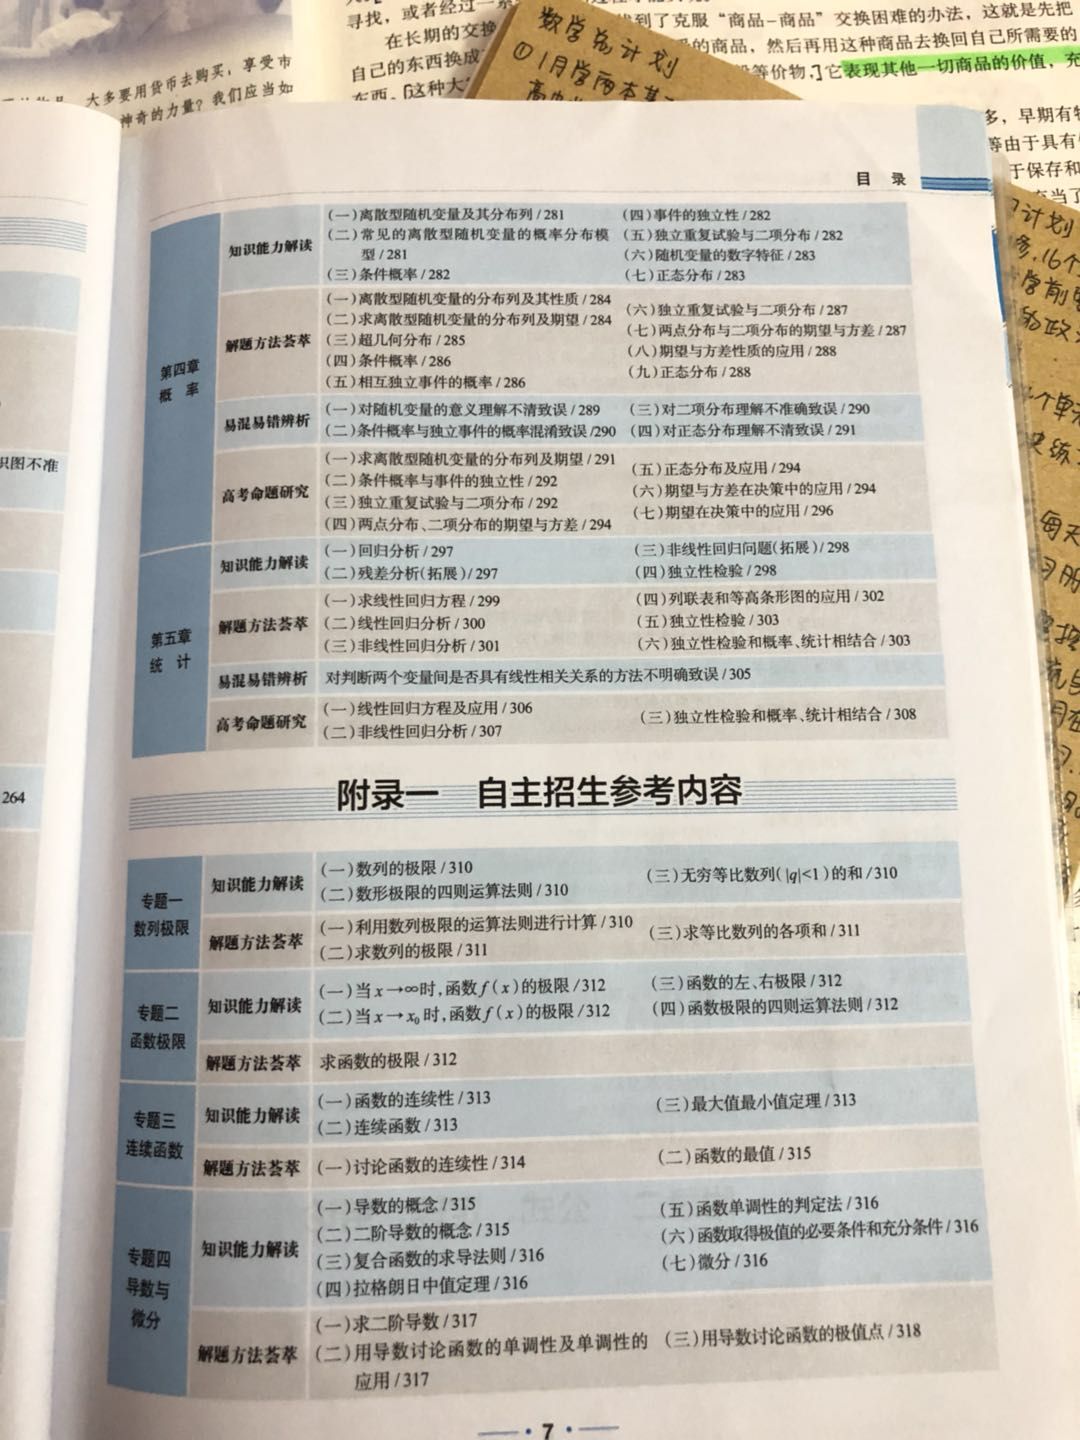 大多要用货币去购买，享受市
神奇的力量？我们应当如
寻找，或者经过一系
在长期的交换
自己的东西换成
东西。这种大
到了克服“商品-商品”交换困难的办法，这就是先把
的商品，然后再用这种商品去换回自己所需要的
等价物，它表现其他一切商品的价值，充
数学总计划
①1月学两本基
多，早期有牛
等由于具有
于保存和
计划
16个
学前
每天
识图不准
264
目 录
第四章
概 率
知识能力解读
(一)离散型随机变量及其分布列/281
(二)常见的离散型随机变量的概率分布模
型/281
(三)条件概率/282
(四)事件的独立性/282
(五)独立重复试验与二项分布/282
(六)随机变量的数字特征/283
(七)正态分布/283
解题方法荟萃
(一)离散型随机变量的分布列及其性质/284
(二)求离散型随机变量的分布列及期望/284
(三)超几何分布/285
(四)条件概率/286
(五)相互独立事件的概率/286
(六)独立重复试验与二项分布/287
(七)两点分布与二项分布的期望与方差/287
(八)期望与方差性质的应用/288
(九)正态分布/288
易混易错辨析
(一)对随机变量的意义理解不清致误/289
(二)条件概率与独立事件的概率混淆致误/290
(三)对二项分布理解不准确致误/290
(四)对正态分布理解不清致误/291
高考命题研究
(一)求离散型随机变量的分布列及期望/291
(二)条件概率与事件的独立性/292
(三)独立重复试验与二项分布/292
(四)两点分布、二项分布的期望与方差/294
(五)正态分布及应用/294
(六)期望与方差在决策中的应用/294
(七)期望在决策中的应用/296
第五章
统 计
知识能力解读
(一)回归分析/297
(二)残差分析(拓展)/297
(三)非线性回归问题(拓展)/298
(四)独立性检验/298
解题方法荟萃
(一)求线性回归方程/299
(二)线性回归分析/300
(三)非线性回归分析/301
(四)列联表和等高条形图的应用/302
(五)独立性检验/303
(六)独立性检验和概率、统计相结合/303
易混易错辨析
对判断两个变量间是否具有线性相关关系的方法不明确致误/305
高考命题研究
(一)线性回归方程及应用/306
(二)非线性回归分析/307
(三)独立性检验和概率、统计相结合/308
附录一 自主招生参考内容
专题一
数列极限
知识能力解读
(一)数列的极限/310
(二)数形极限的四则运算法则/310
(三)无穷等比数列(|q|<1)的和/310
解题方法荟萃
(一)利用数列极限的运算法则进行计算/310
(二)求数列的极限/311
(三)求等比数列的各项和/311
专题二
函数极限
知识能力解读
(一)当x→∞时,函数f(x)的极限/312
(二)当x→x₀时,函数f(x)的极限/312
(三)函数的左、右极限/312
(四)函数极限的四则运算法则/312
解题方法荟萃
求函数的极限/312
专题三
连续函数
知识能力解读
(一)函数的连续性/313
(二)连续函数/313
(三)最大值最小值定理/313
解题方法荟萃
(一)讨论函数的连续性/314
(二)函数的最值/315
专题四
导数与
微分
知识能力解读
(一)导数的概念/315
(二)二阶导数的概念/315
(三)复合函数的求导法则/316
(四)拉格朗日中值定理/316
(五)函数单调性的判定法/316
(六)函数取得极值的必要条件和充分条件/316
(七)微分/316
解题方法荟萃
(一)求二阶导数/317
(二)用导数讨论函数的单调性及单调性的
应用/317
(三)用导数讨论函数的极值点/318
7